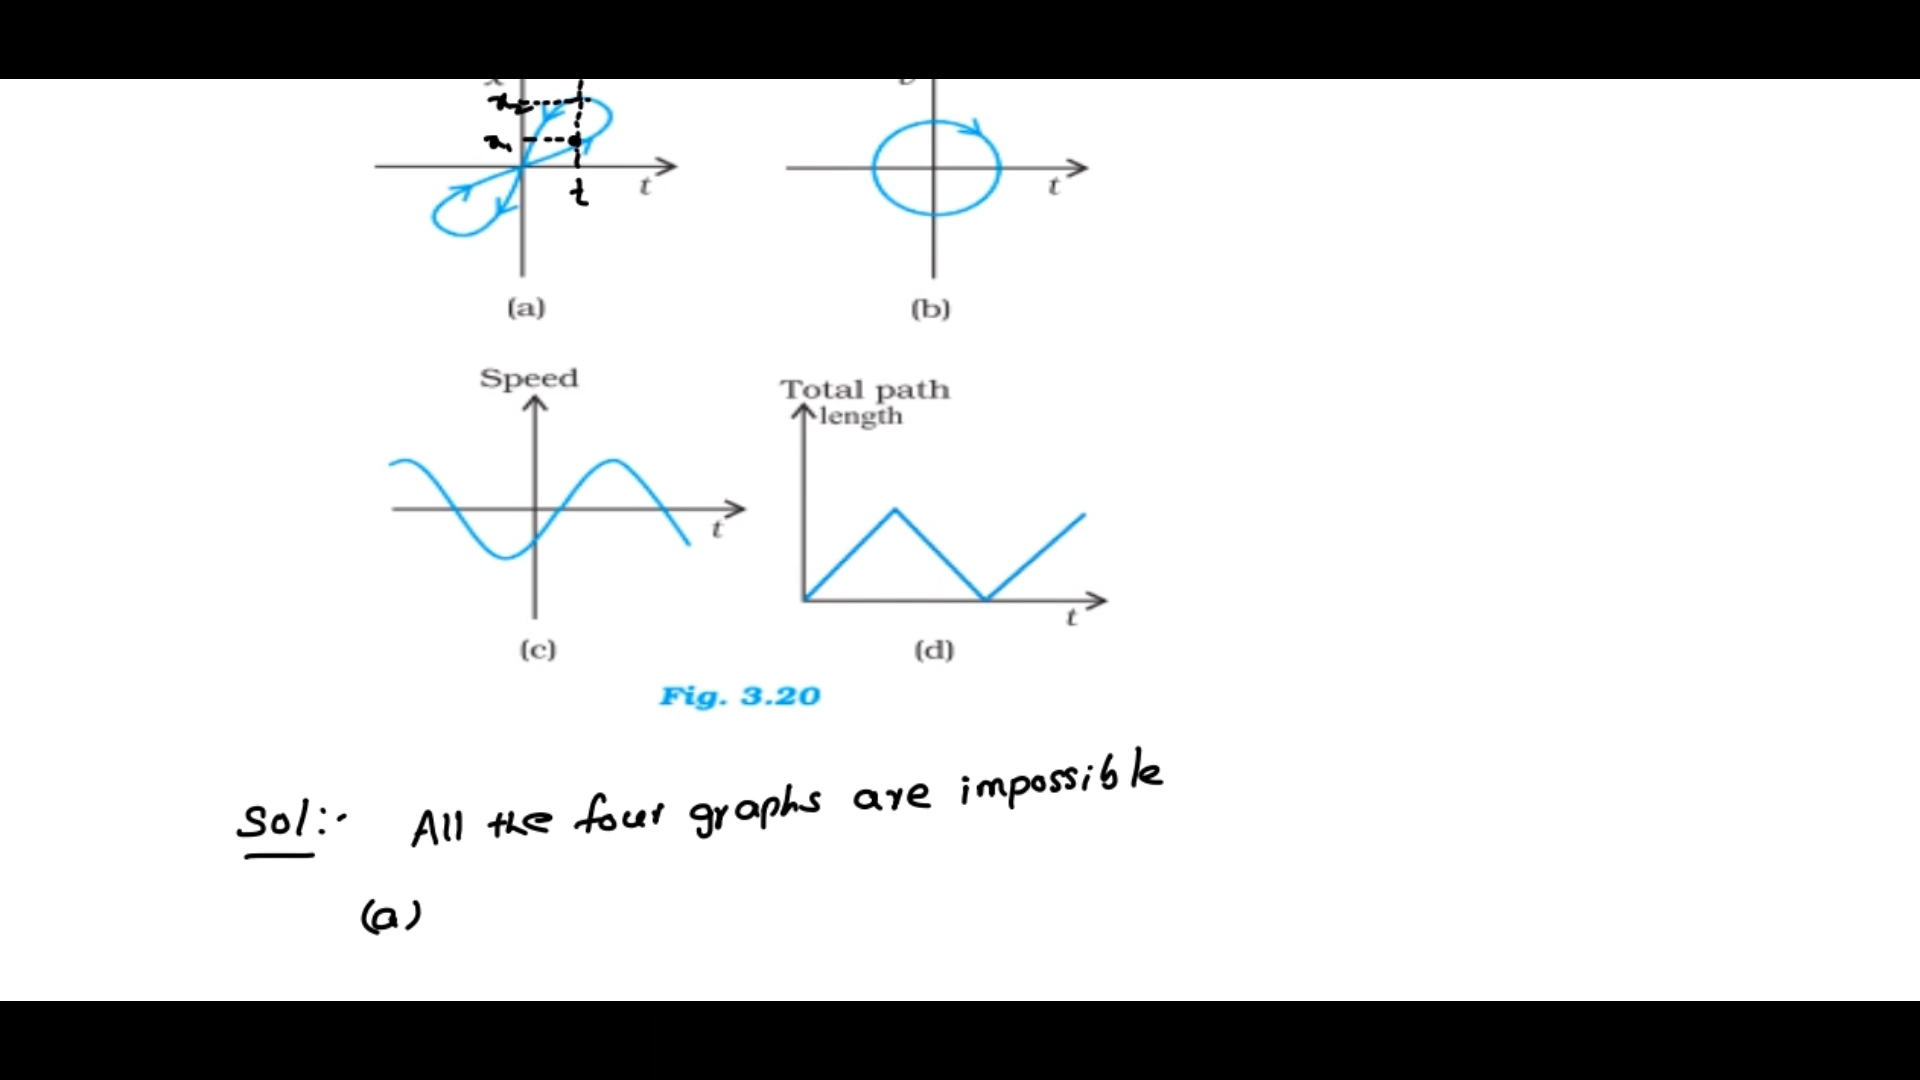 x₂
x₁
t
t
t
(a)
(b)
Speed
Total path
length
t
t
(c)
(d)
Fig. 3.20
Sol:- All the four graphs are impossible
(a)